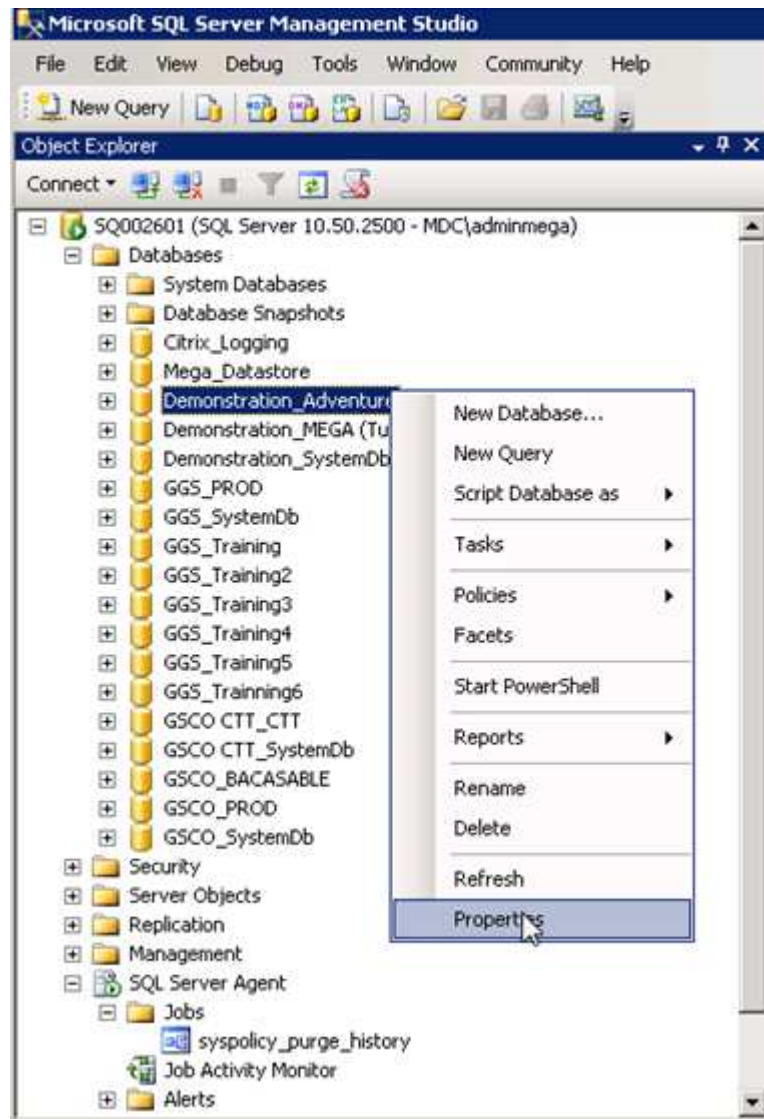 Microsoft SQL Server Management Studio
File Edit View Debug Tools Window Community Help
New Query
Object Explorer
Connect
SQ002601 (SQL Server 10.50.2500 - MDC\adminmega)
Databases
System Databases
Database Snapshots
Citrix_Logging
Mega_Datastore
Demonstration_Adventure
Demonstration_MEGA (Tu
Demonstration_SystemDb
GGS_PROD
GGS_SystemDb
GGS_Training
GGS_Training2
GGS_Training3
GGS_Training4
GGS_Training5
GGS_Trainning6
GSCO CTT_CTT
GSCO CTT_SystemDb
GSCO_BACASABLE
GSCO_PROD
GSCO_SystemDb
Security
Server Objects
Replication
Management
SQL Server Agent
Jobs
syspolicy_purge_history
Job Activity Monitor
Alerts
New Database...
New Query
Script Database as
Tasks
Policies
Facets
Start PowerShell
Reports
Rename
Delete
Refresh
Properties